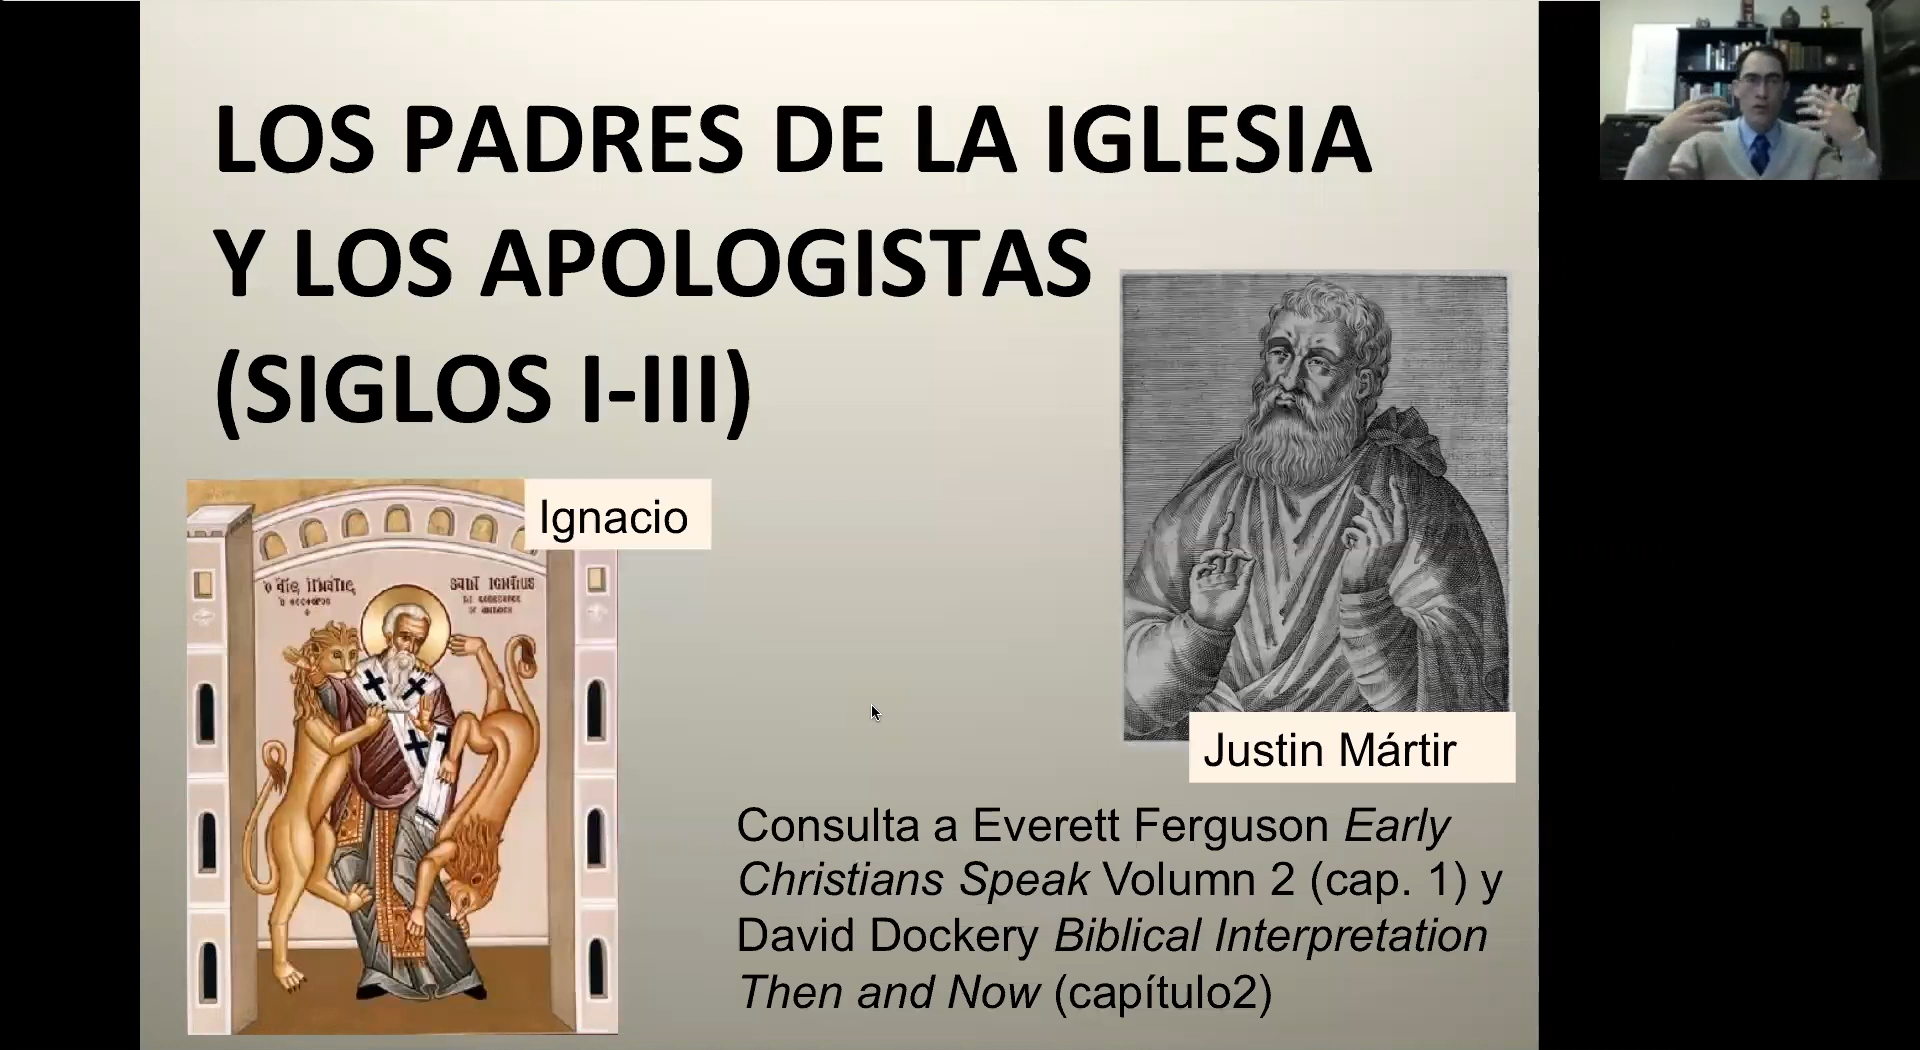 LOS PADRES DE LA IGLESIA
Y LOS APOLOGISTAS
(SIGLOS I-III)
Ignacio
SAINT IGNATIUS
Justin Mártir
Consulta a Everett Ferguson Early
Christians Speak Volumn 2 (cap. 1) y
David Dockery Biblical Interpretation
Then and Now (capítulo2)